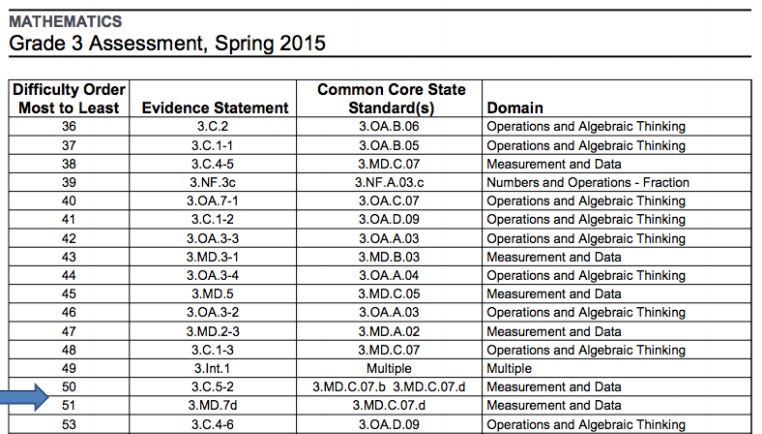 MATHEMATICS
Grade 3 Assessment, Spring 2015
Difficulty Order Most to Least Evidence Statement Common Core State Standard(s) Domain
36 3.C.2 3.OA.B.06 Operations and Algebraic Thinking
37 3.C.1-1 3.OA.B.05 Operations and Algebraic Thinking
38 3.C.4-5 3.MD.C.07 Measurement and Data
39 3.NF.3c 3.NF.A.03.c Numbers and Operations - Fraction
40 3.OA.7-1 3.OA.C.07 Operations and Algebraic Thinking
41 3.C.1-2 3.OA.D.09 Operations and Algebraic Thinking
42 3.OA.3-3 3.OA.A.03 Operations and Algebraic Thinking
43 3.MD.3-1 3.MD.B.03 Measurement and Data
44 3.OA.3-4 3.OA.A.04 Operations and Algebraic Thinking
45 3.MD.5 3.MD.C.05 Measurement and Data
46 3.OA.3-2 3.OA.A.03 Operations and Algebraic Thinking
47 3.MD.2-3 3.MD.A.02 Measurement and Data
48 3.C.1-3 3.MD.C.07 Operations and Algebraic Thinking
49 3.Int.1 Multiple Multiple
50 3.C.5-2 3.MD.C.07.b 3.MD.C.07.d Measurement and Data
51 3.MD.7d 3.MD.C.07.d Measurement and Data
53 3.C.4-6 3.OA.D.09 Operations and Algebraic Thinking